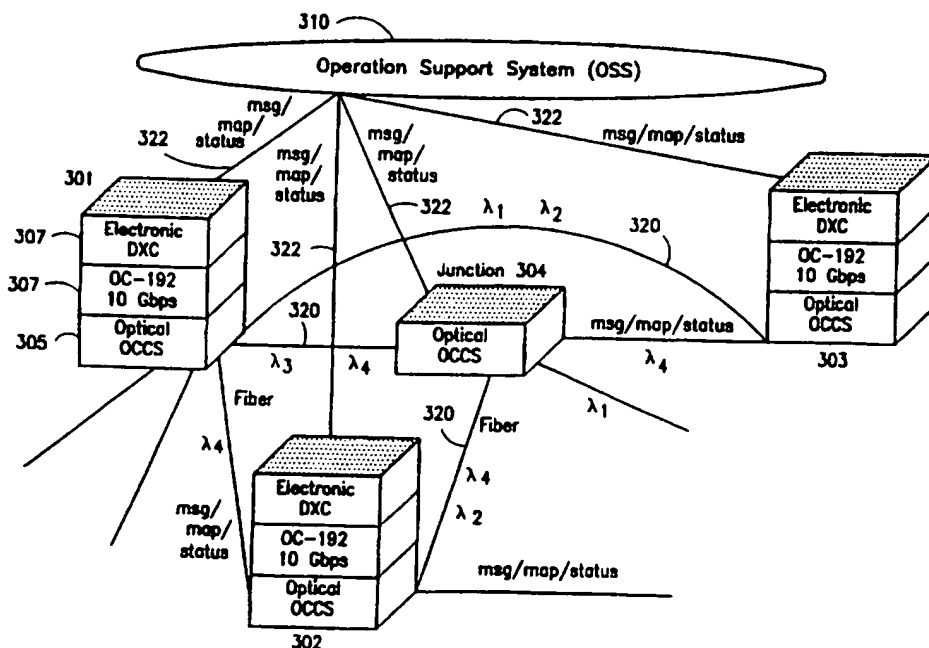 310
Operation Support System (OSS)
msg/
map/
status
322
msg/
map/
status
msg/
map/
status
322
msg/map/status
322
322
301
Electronic
DXC
307
OC-192
10 Gbps
307
Optical
OCCS
305
λ1 λ2
320
Electronic
DXC
OC-192
10 Gbps
Optical
OCCS
303
Junction 304
Optical
OCCS
320
λ3 λ4
msg/map/status
λ4
λ1
Fiber
λ4
msg/
map/
status
320
Fiber
λ4
λ2
Electronic
DXC
OC-192
10 Gbps
Optical
OCCS
302
msg/map/status